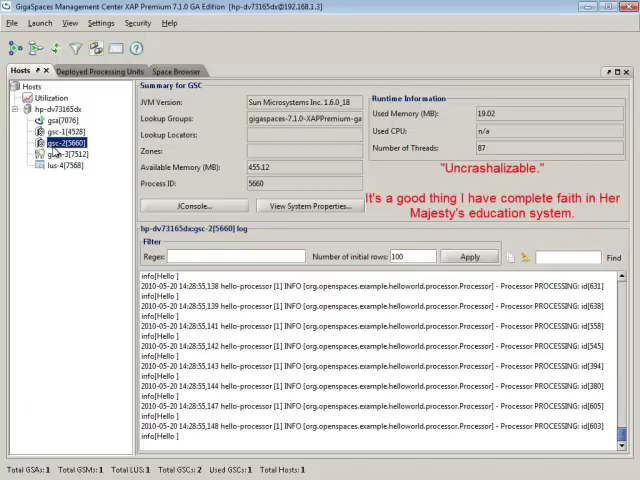 GigaSpaces Management Center XAP Premium 7.1.0 GA Edition [hp-dv73165dx@192.168.1.3]
File Launch View Settings Security Help
Hosts Deployed Processing Units Space Browser
Hosts
Utilization
hp-dv73165dx
gsa[7076]
gsc-1[4528]
gsc-2[5660]
gsm-3[7512]
lus-4[7568]
Summary for GSC
JVM Version: Sun Microsystems Inc. 1.6.0_18
Lookup Groups: gigaspaces-7.1.0-XAPPremium-ga
Lookup Locators:
Zones:
Available Memory (MB): 455.12
Process ID: 5660
JConsole... View System Properties...
Runtime Information
Used Memory (MB): 19.02
Used CPU: n/a
Number of Threads: 87
"Uncrashalizable."
It's a good thing I have complete faith in Her
Majesty's education system.
hp-dv73165dx:gsc-2[5660] log
Filter
Regex: Number of initial rows: 100 Apply Find
info[Hello ]
2010-05-20 14:28:55,138 hello-processor [1] INFO [org.openspaces.example.helloworld.processor.Processor] - Processor PROCESSING: id[631]
info[Hello ]
2010-05-20 14:28:55,139 hello-processor [1] INFO [org.openspaces.example.helloworld.processor.Processor] - Processor PROCESSING: id[638]
info[Hello ]
2010-05-20 14:28:55,141 hello-processor [1] INFO [org.openspaces.example.helloworld.processor.Processor] - Processor PROCESSING: id[558]
info[Hello ]
2010-05-20 14:28:55,142 hello-processor [1] INFO [org.openspaces.example.helloworld.processor.Processor] - Processor PROCESSING: id[545]
info[Hello ]
2010-05-20 14:28:55,143 hello-processor [1] INFO [org.openspaces.example.helloworld.processor.Processor] - Processor PROCESSING: id[394]
info[Hello ]
2010-05-20 14:28:55,144 hello-processor [1] INFO [org.openspaces.example.helloworld.processor.Processor] - Processor PROCESSING: id[380]
info[Hello ]
2010-05-20 14:28:55,147 hello-processor [1] INFO [org.openspaces.example.helloworld.processor.Processor] - Processor PROCESSING: id[605]
info[Hello ]
2010-05-20 14:28:55,148 hello-processor [1] INFO [org.openspaces.example.helloworld.processor.Processor] - Processor PROCESSING: id[603]
info[Hello ]
Total GSAs: 1 Total GSMs: 1 Total LUS: 1 Total GSCs: 2 Used GSCs: 1 Total Hosts: 1